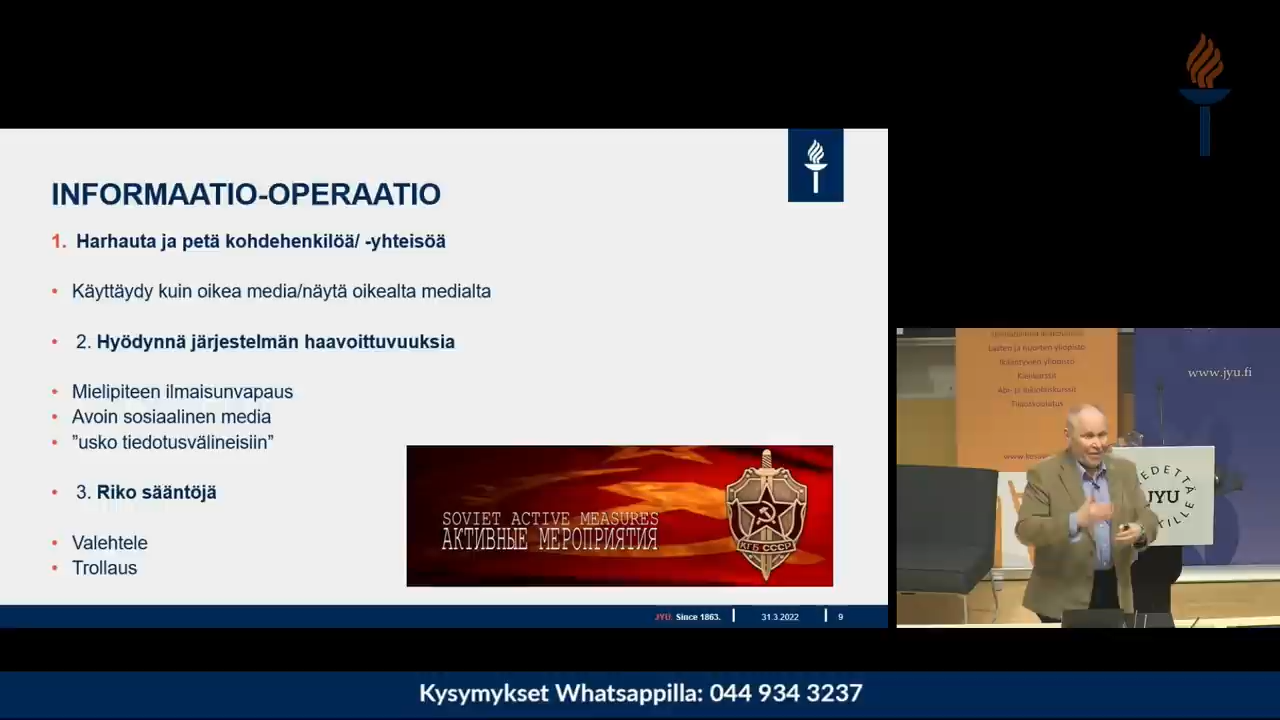 INFORMAATIO-OPERAATIO
1. Harhauta ja petä kohdehenkilöä/ -yhteisöä
• Käyttäydy kuin oikea media/näytä oikealta medialta
• 2. Hyödynnä järjestelmän haavoittuvuuksia
• Mielipiteen ilmaisunvapaus
• Avoin sosiaalinen media
• ”usko tiedotusvälineisiin”
• 3. Riko sääntöjä
• Valehtele
• Trollaus
SOVIET ACTIVE MEASURES
АКТИВНЫЕ МЕРОПРИЯТИЯ
КГБ СССР
JYU. Since 1863.
31.3.2022
9
Lasten ja nuorten yliopisto
Ikääntyvien yliopisto
Kielikurssit
Tilauskoulutus
www.jyu.fi
JYU
Kysymykset Whatsappilla: 044 934 3237